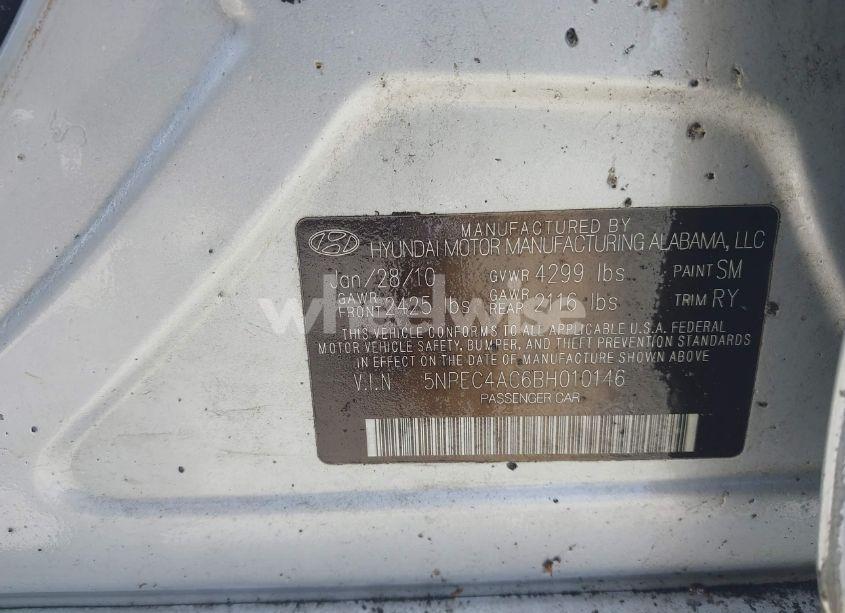 MANUFACTURED BY
HYUNDAI MOTOR MANUFACTURING ALABAMA, LLC
Jan/28/10 GVWR 4299 lbs PAINT SM
GAWR FRONT 2425 lbs GAWR REAR 2116 lbs TRIM RY
THIS VEHICLE CONFORMS TO ALL APPLICABLE U.S.A. FEDERAL
MOTOR VEHICLE SAFETY, BUMPER, AND THEFT PREVENTION STANDARDS
IN EFFECT ON THE DATE OF MANUFACTURE SHOWN ABOVE.
V.I.N 5NPEC4AC6BH010146
PASSENGER CAR
wheelwise